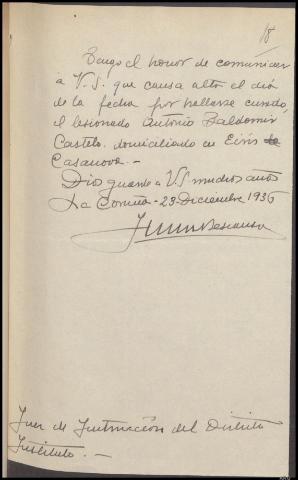 18
Tengo el honor de comunicar
a V.S. que causa alta el dia
de la fecha por hallarse curado,
el lesionado Antonio Baldomir
Castelo domiciliado en Eiris de
Casanova.-
Dios guarde a V.S muchos años
La Coruña - 23-Diciembre 1936
Juez de Instrucción del Distrito
Instituto.-